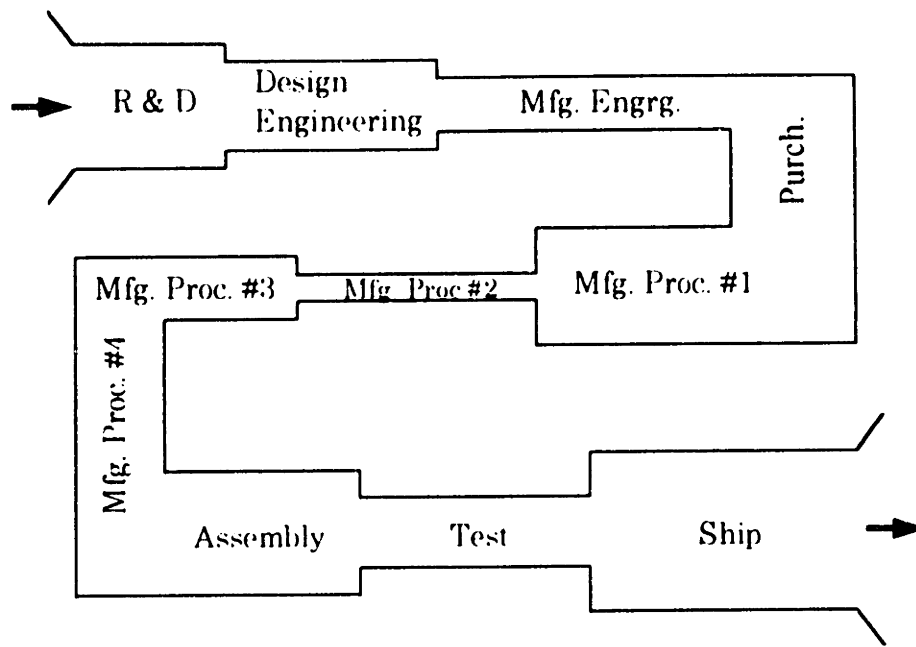 R & D
Design
Engineering
Mfg. Engrg.
Purch.
Mfg. Proc. #1
Mfg. Proc #2
Mfg. Proc. #3
Mfg. Proc. #4
Assembly
Test
Ship